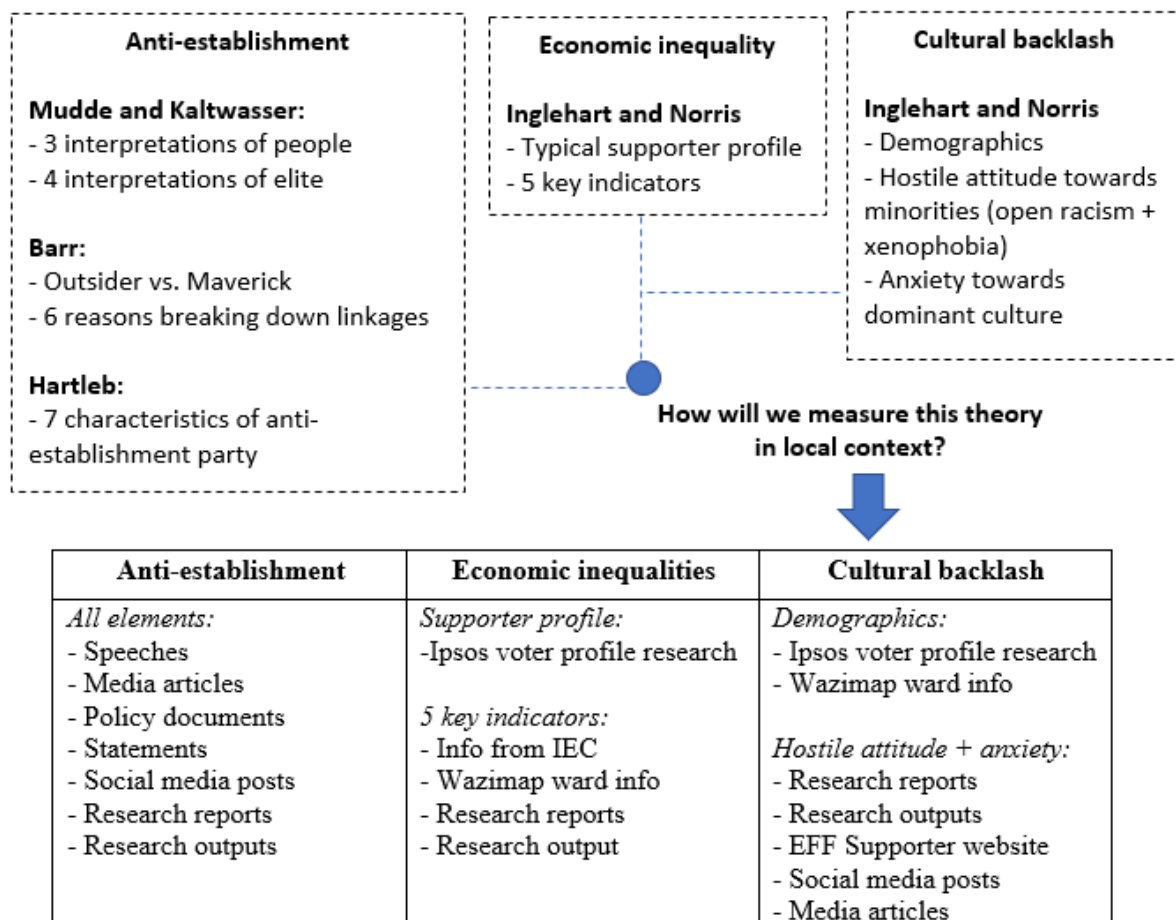 Anti-establishment
Mudde and Kaltwasser:
- 3 interpretations of people
- 4 interpretations of elite
Barr:
- Outsider vs. Maverick
- 6 reasons breaking down linkages
Hartleb:
- 7 characteristics of anti-
establishment party
Economic inequality
Inglehart and Norris
- Typical supporter profile
- 5 key indicators
Cultural backlash
Inglehart and Norris
- Demographics
- Hostile attitude towards
minorities (open racism +
xenophobia)
- Anxiety towards
dominant culture
How will we measure this theory
in local context?
Anti-establishment
All elements:
- Speeches
- Media articles
- Policy documents
- Statements
- Social media posts
- Research reports
- Research outputs
Economic inequalities
Supporter profile:
-Ipsos voter profile research
5 key indicators:
- Info from IEC
- Wazimap ward info
- Research reports
- Research output
Cultural backlash
Demographics:
- Ipsos voter profile research
- Wazimap ward info
Hostile attitude + anxiety:
- Research reports
- Research outputs
- EFF Supporter website
- Social media posts
- Media articles